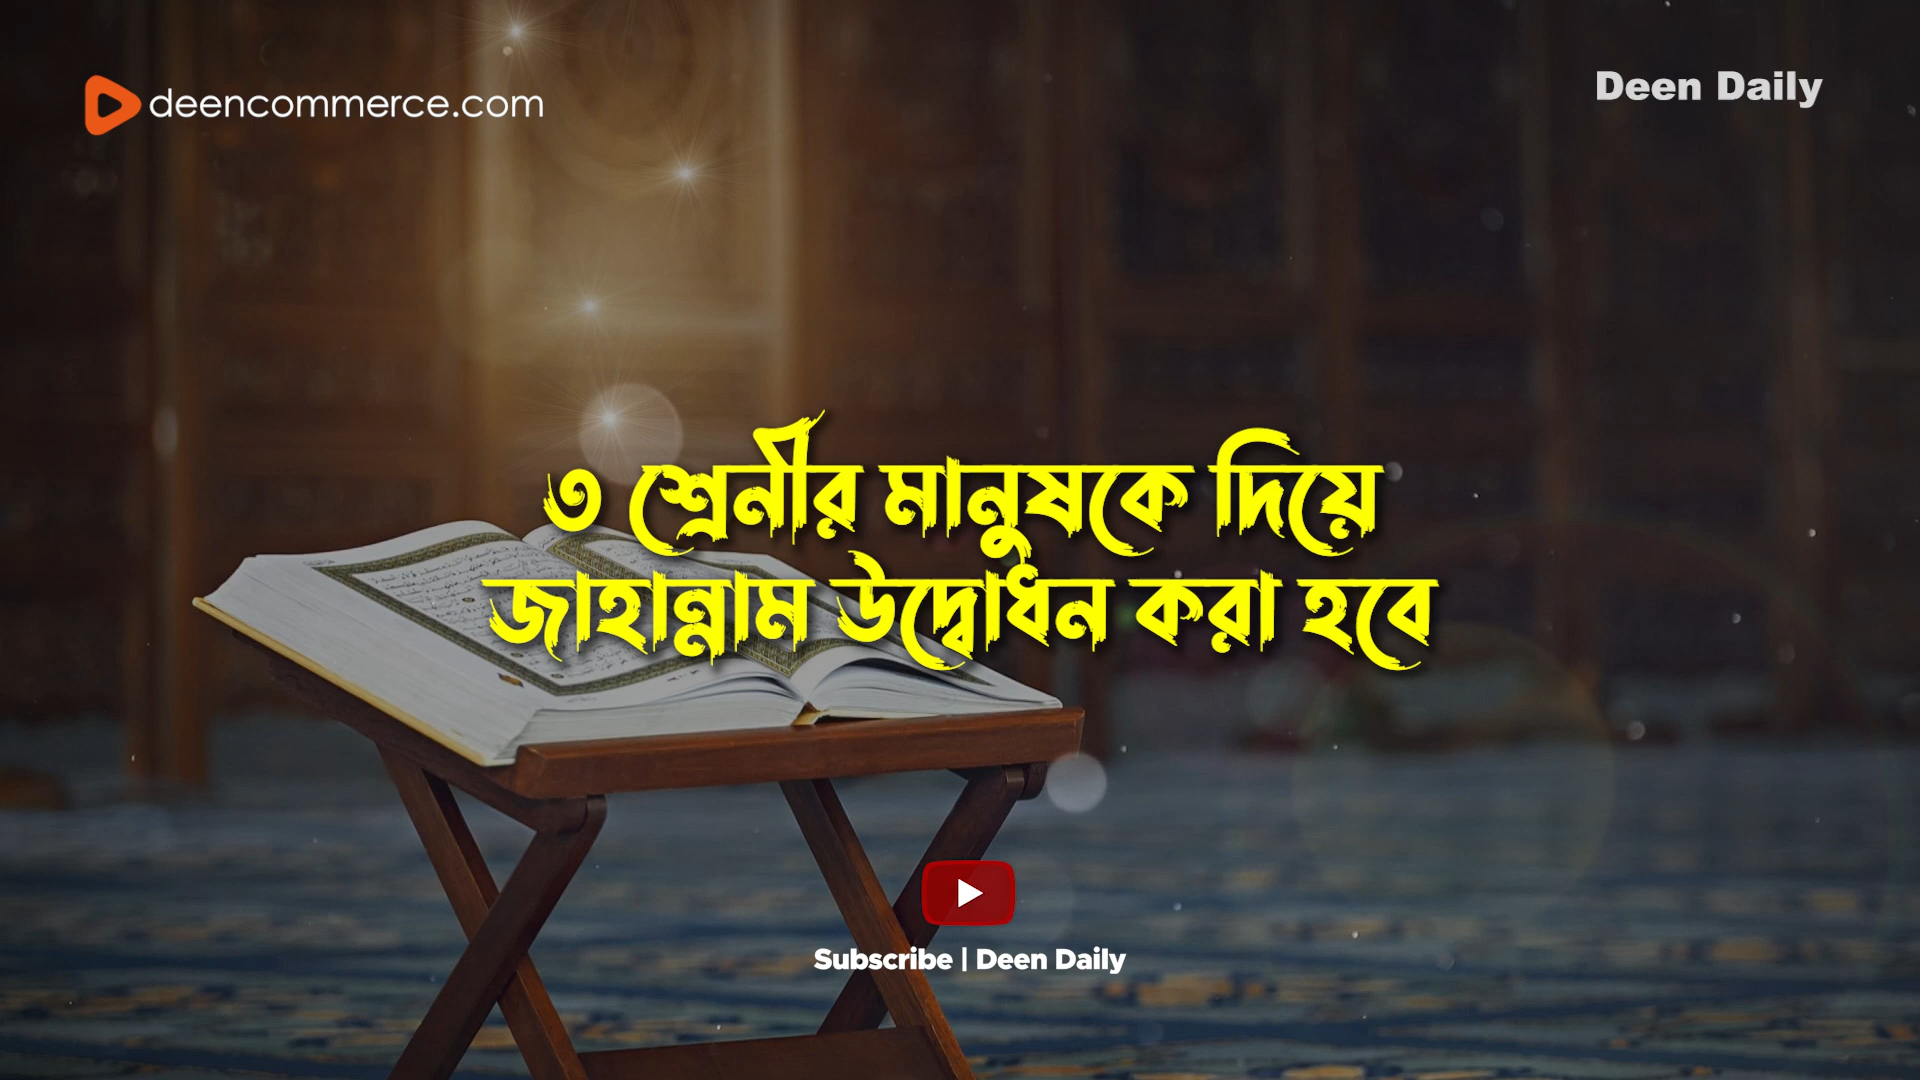 deencommerce.com
Deen Daily
৩ শ্রেনীর মানুষকে দিয়ে
জাহান্নাম উদ্বোধন করা হবে
Subscribe | Deen Daily